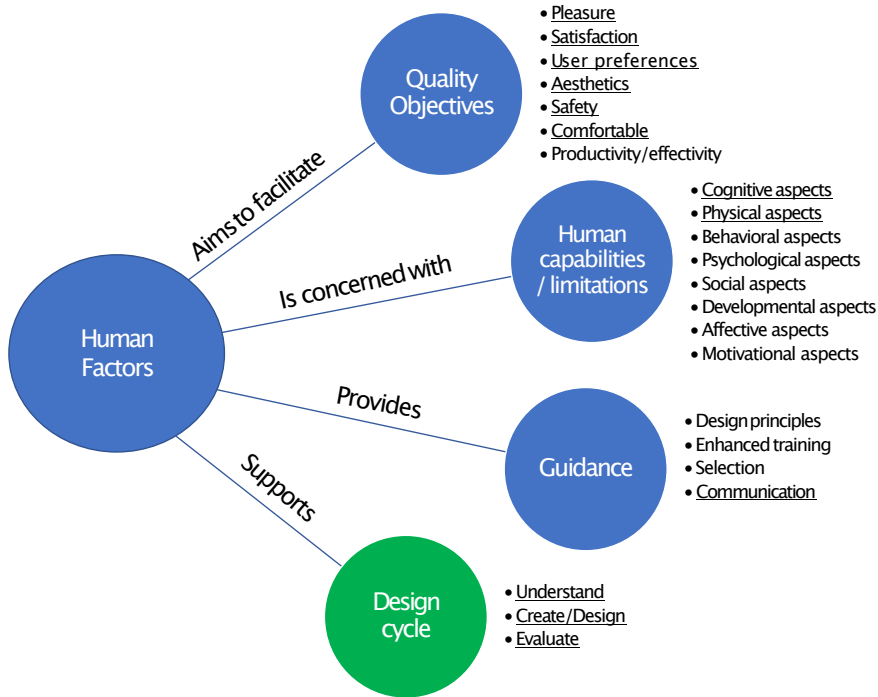 Quality
Objectives
• Pleasure
• Satisfaction
• User preferences
• Aesthetics
• Safety
• Comfortable
• Productivity/effectivity
Aims to facilitate
Human
capabilities
/ limitations
• Cognitive aspects
• Physical aspects
• Behavioral aspects
• Psychological aspects
• Social aspects
• Developmental aspects
• Affective aspects
• Motivational aspects
Is concerned with
Human
Factors
Provides
Guidance
• Design principles
• Enhanced training
• Selection
• Communication
Supports
Design
cycle
• Understand
• Create/Design
• Evaluate